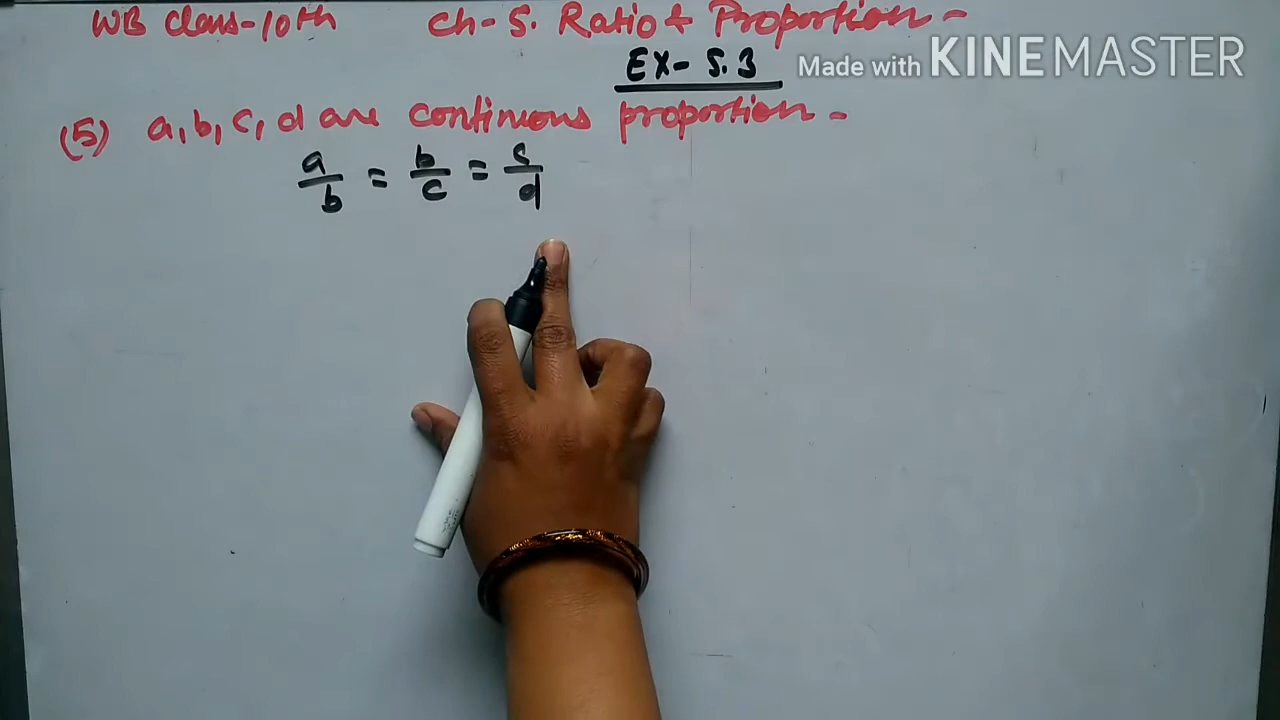 WB Class-10th Ch-5. Ratio & Proportion-
EX-5.3
Made with KINEMASTER
(5) a, b, c, d are continuous proportion-
a/b = b/c = c/d